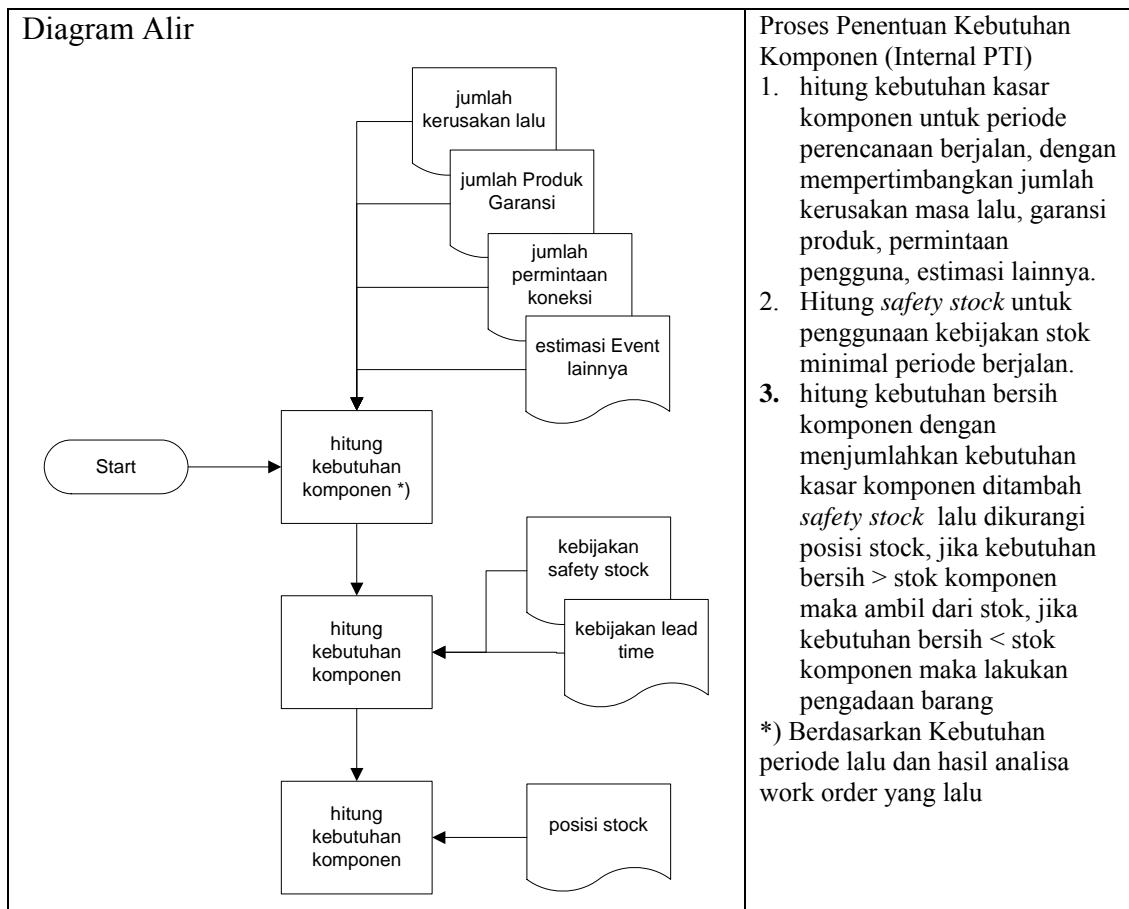 Diagram Alir
jumlah
kerusakan lalu
jumlah Produk
Garansi
jumlah
permintaan
koneksi
estimasi Event
lainnya
Start
hitung
kebutuhan
komponen *)
kebijakan
safety stock
kebijakan lead
time
hitung
kebutuhan
komponen
hitung
kebutuhan
komponen
posisi stock
Proses Penentuan Kebutuhan
Komponen (Internal PTI)
1. hitung kebutuhan kasar
komponen untuk periode
perencanaan berjalan, dengan
mempertimbangkan jumlah
kerusakan masa lalu, garansi
produk, permintaan
pengguna, estimasi lainnya.
2. Hitung safety stock untuk
penggunaan kebijakan stok
minimal periode berjalan.
3. hitung kebutuhan bersih
komponen dengan
menjumlahkan kebutuhan
kasar komponen ditambah
safety stock lalu dikurangi
posisi stock, jika kebutuhan
bersih > stok komponen
maka ambil dari stok, jika
kebutuhan bersih < stok
komponen maka lakukan
pengadaan barang
*) Berdasarkan Kebutuhan
periode lalu dan hasil analisa
work order yang lalu